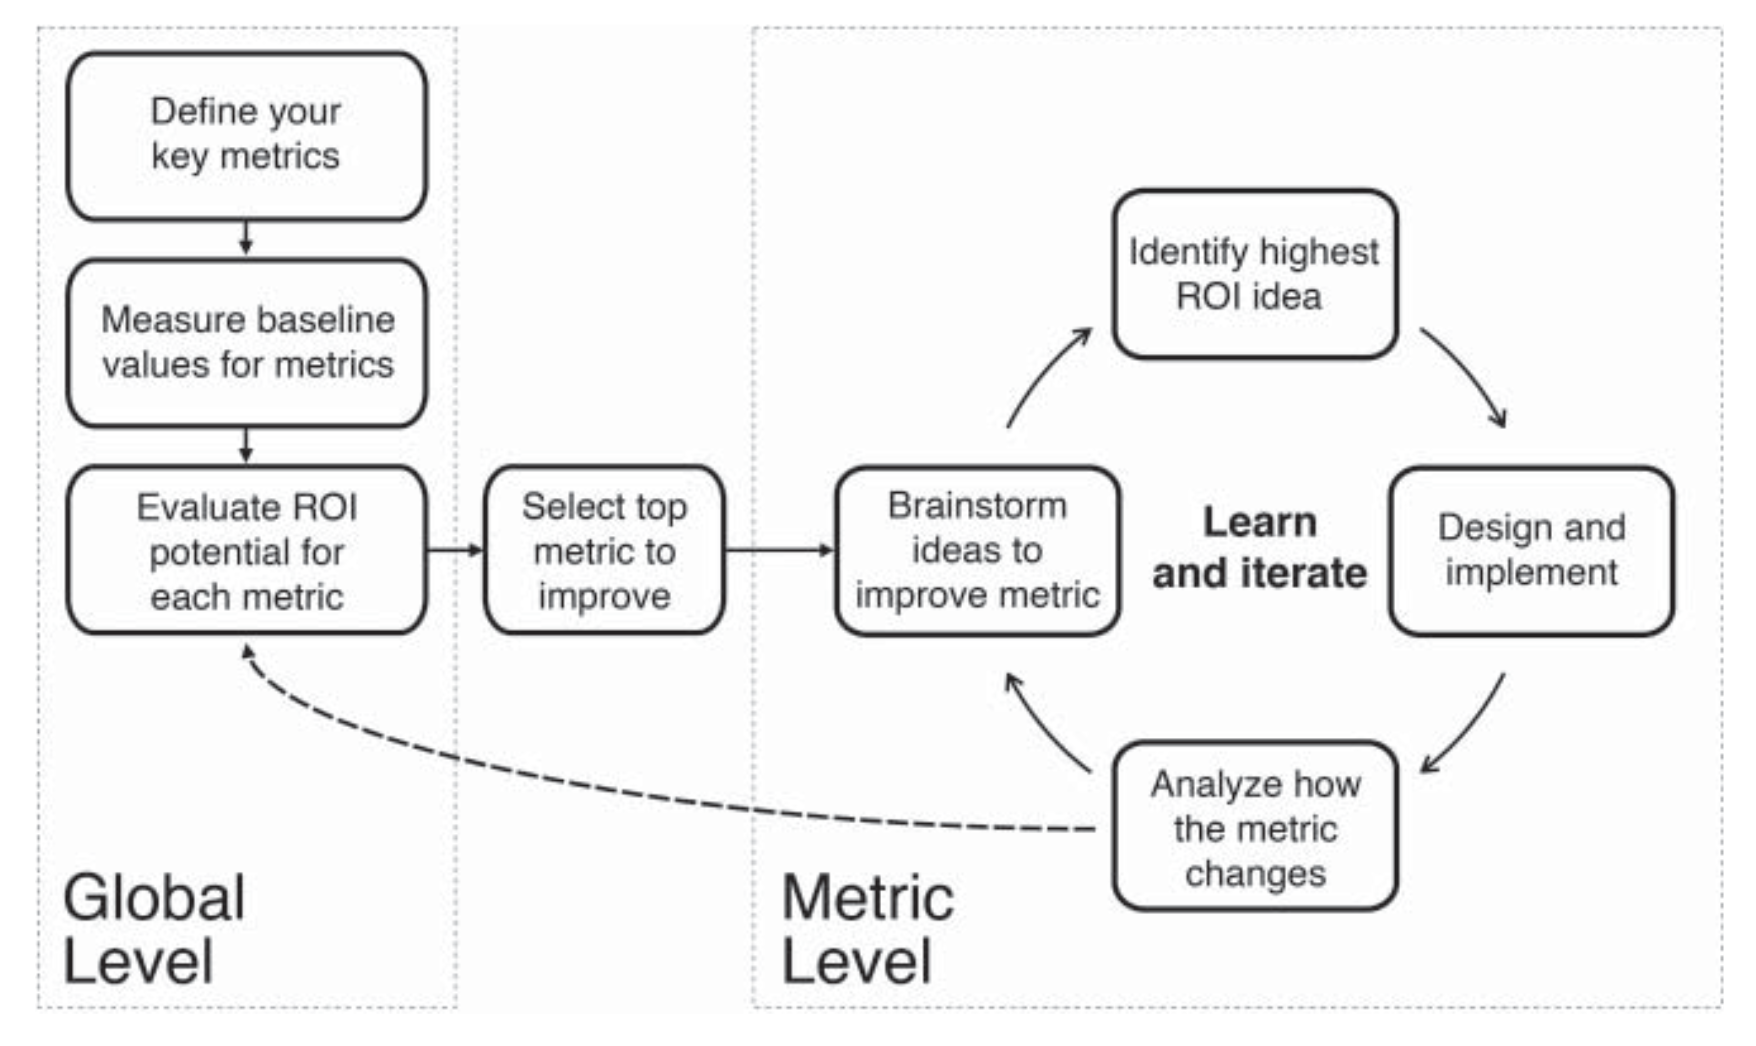 Define your
key metrics
Measure baseline
values for metrics
Evaluate ROI
potential for
each metric
Select top
metric to
improve
Brainstorm
ideas to
improve metric
Identify highest
ROI idea
Learn
and iterate
Design and
implement
Analyze how
the metric
changes
Global
Level
Metric
Level